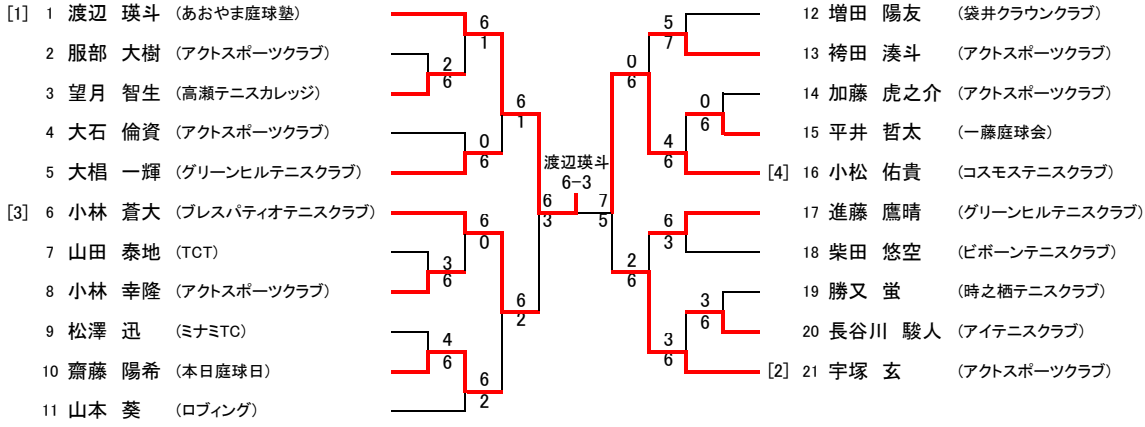 [1] 1 渡辺 瑛斗 (あおやま庭球塾)
2 服部 大樹 (アクトスポーツクラブ)
3 望月 智生 (高瀬テニスカレッジ)
4 大石 倫資 (アクトスポーツクラブ)
5 大椙 一輝 (グリーンヒルテニスクラブ)
[3] 6 小林 蒼大 (ブレスパティオテニスクラブ)
7 山田 泰地 (TCT)
8 小林 幸隆 (アクトスポーツクラブ)
9 松澤 迅 (ミナミTC)
10 齋藤 陽希 (本日庭球日)
11 山本 葵 (ロブィング)
6
1
2
6
0
6
6
1
6
0
3
6
4
6
6
2
6
2
6
3
渡辺瑛斗
6-3
7
5
0
6
2
6
5
7
0
6
4
6
6
3
3
6
3
6
12 増田 陽友 (袋井クラウンクラブ)
13 袴田 湊斗 (アクトスポーツクラブ)
14 加藤 虎之介 (アクトスポーツクラブ)
15 平井 哲太 (一藤庭球会)
[4] 16 小松 佑貴 (コスモステニスクラブ)
17 進藤 鷹晴 (グリーンヒルテニスクラブ)
18 柴田 悠空 (ビボーンテニスクラブ)
19 勝又 蛍 (時之栖テニスクラブ)
20 長谷川 駿人 (アイテニスクラブ)
[2] 21 宇塚 玄 (アクトスポーツクラブ)